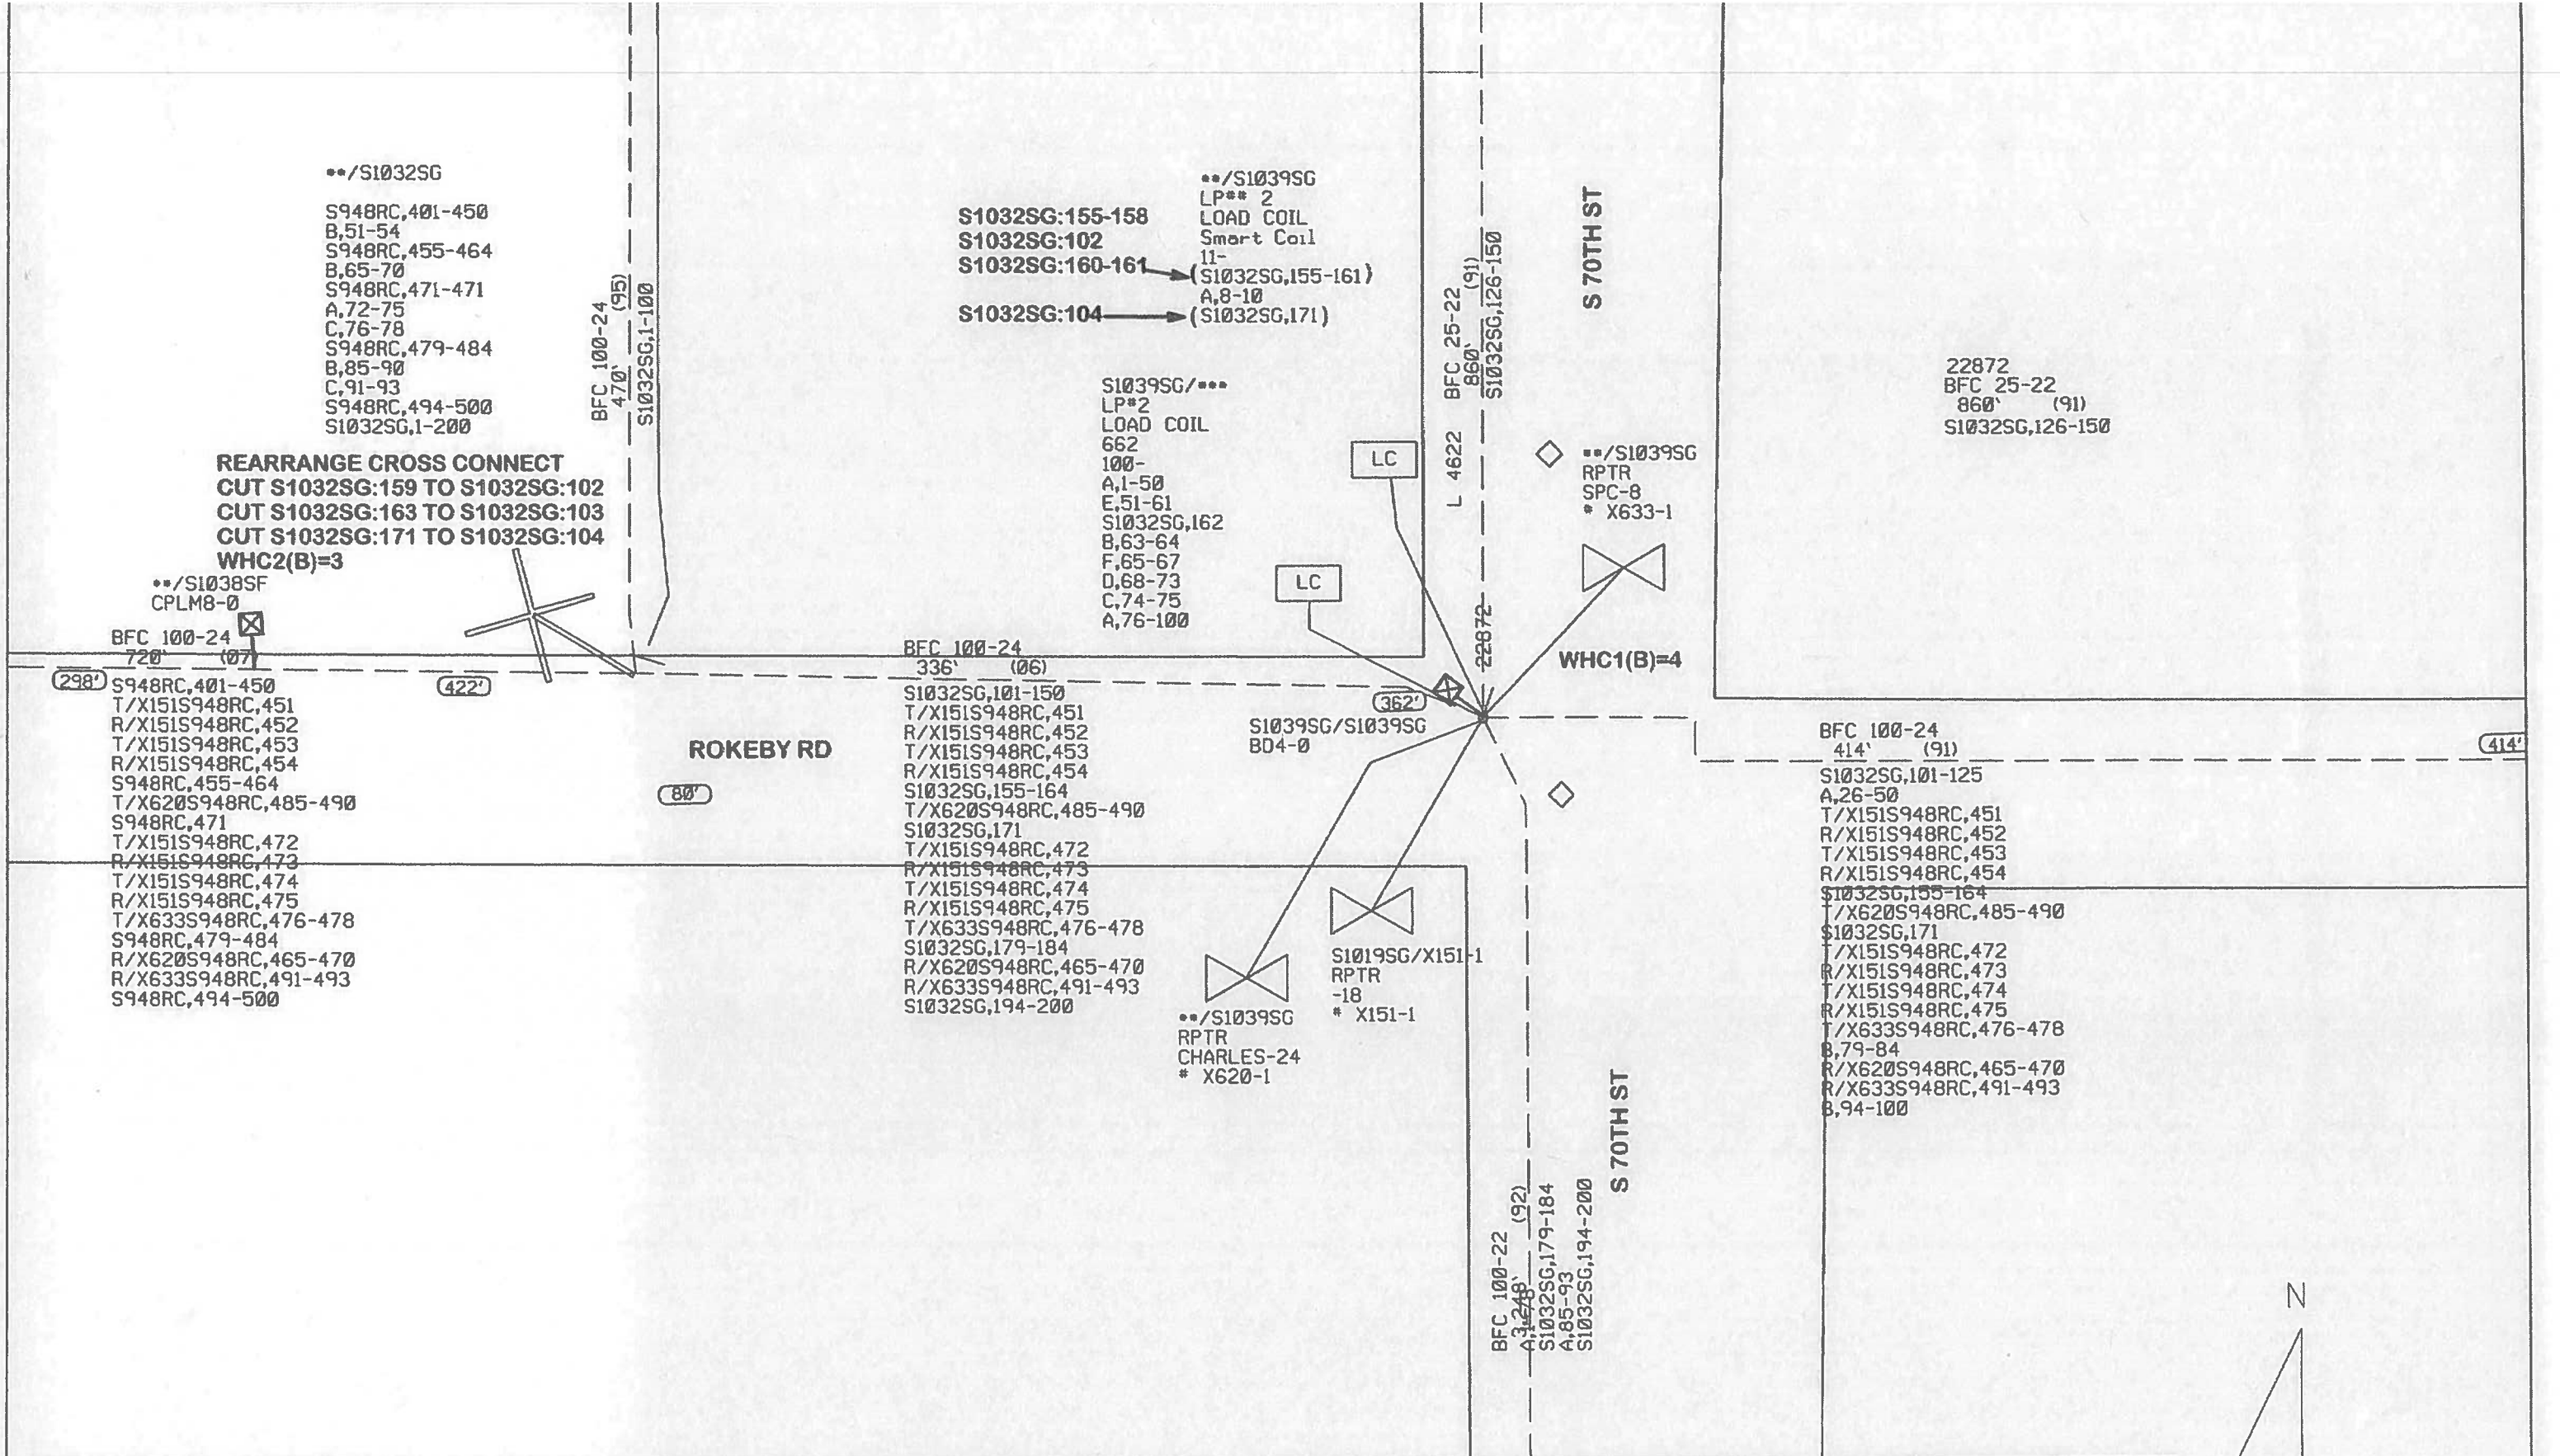 ••/S1032SG
S948RC,401-450
B,51-54
S948RC,455-464
B,65-70
S948RC,471-471
A,72-75
C,76-78
S948RC,479-484
B,85-90
C,91-93
S948RC,494-500
S1032SG,1-200
REARRANGE CROSS CONNECT
CUT S1032SG:159 TO S1032SG:102
CUT S1032SG:163 TO S1032SG:103
CUT S1032SG:171 TO S1032SG:104
WHC2(B)=3
••/S1038SF
CPLM8-0
BFC 100-24
720' (07)
298'
422'
S948RC,401-450
T/X151S948RC,451
R/X151S948RC,452
T/X151S948RC,453
R/X151S948RC,454
S948RC,455-464
T/X620S948RC,485-490
S948RC,471
T/X151S948RC,472
R/X151S948RC,473
T/X151S948RC,474
R/X151S948RC,475
T/X633S948RC,476-478
S948RC,479-484
R/X620S948RC,465-470
R/X633S948RC,491-493
S948RC,494-500
BFC 100-24
470' (95)
S1032SG,1-100
S1032SG:155-158
S1032SG:102
S1032SG:160-161
S1032SG:104
••/S1039SG
LP** 2
LOAD COIL
Smart Coil
11-
(S1032SG,155-161)
A,8-10
(S1032SG,171)
S1039SG/•••
LP*2
LOAD COIL
662
100-
A,1-50
E,51-61
S1032SG,162
B,63-64
F,65-67
D,68-73
C,74-75
A,76-100
LC
LC
L 4622 BFC 25-22
860' (91)
S1032SG,126-150
22872
S 70TH ST
••/S1039SG
RPTR
SPC-8
* X633-1
WHC1(B)=4
22872
BFC 25-22
860' (91)
S1032SG,126-150
ROKEBY RD
80'
BFC 100-24
336' (06)
S1032SG,101-150
T/X151S948RC,451
R/X151S948RC,452
T/X151S948RC,453
R/X151S948RC,454
S1032SG,155-164
T/X620S948RC,485-490
S1032SG,171
T/X151S948RC,472
R/X151S948RC,473
T/X151S948RC,474
R/X151S948RC,475
T/X633S948RC,476-478
S1032SG,179-184
R/X620S948RC,465-470
R/X633S948RC,491-493
S1032SG,194-200
362'
S1039SG/S1039SG
BD4-0
S1019SG/X151-1
RPTR
-18
* X151-1
••/S1039SG
RPTR
CHARLES-24
* X620-1
BFC 100-24
414' (91)
414'
S1032SG,101-125
A,26-50
T/X151S948RC,451
R/X151S948RC,452
T/X151S948RC,453
R/X151S948RC,454
S1032SG,155-164
T/X620S948RC,485-490
S1032SG,171
T/X151S948RC,472
R/X151S948RC,473
T/X151S948RC,474
R/X151S948RC,475
T/X633S948RC,476-478
B,79-84
R/X620S948RC,465-470
R/X633S948RC,491-493
B,94-100
S 70TH ST
BFC 100-22
(92)
S1032SG,179-184
A,85-93
S1032SG,194-200
N